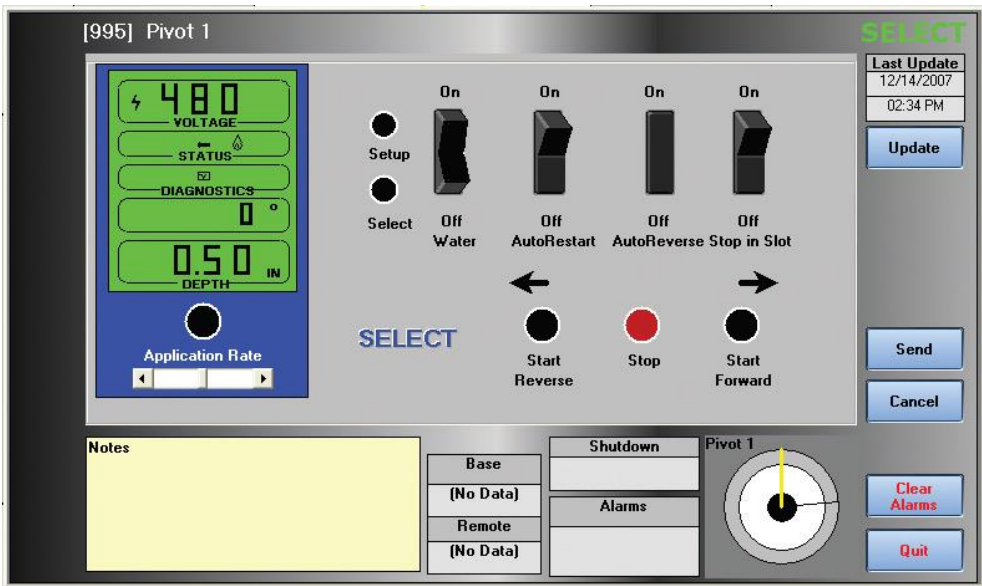 [995] Pivot 1
SELECT
Last Update
12/14/2007
02:34 PM
Update
480
VOLTAGE
STATUS
DIAGNOSTICS
0 °
0.50 IN
DEPTH
Application Rate
Setup
Select
On On On On
Off Off Off Off
Water AutoRestart AutoReverse Stop in Slot
SELECT
Start Reverse
Stop
Start Forward
Send
Cancel
Notes
Base
(No Data)
Remote
(No Data)
Shutdown
Alarms
Pivot 1
Clear
Alarms
Quit